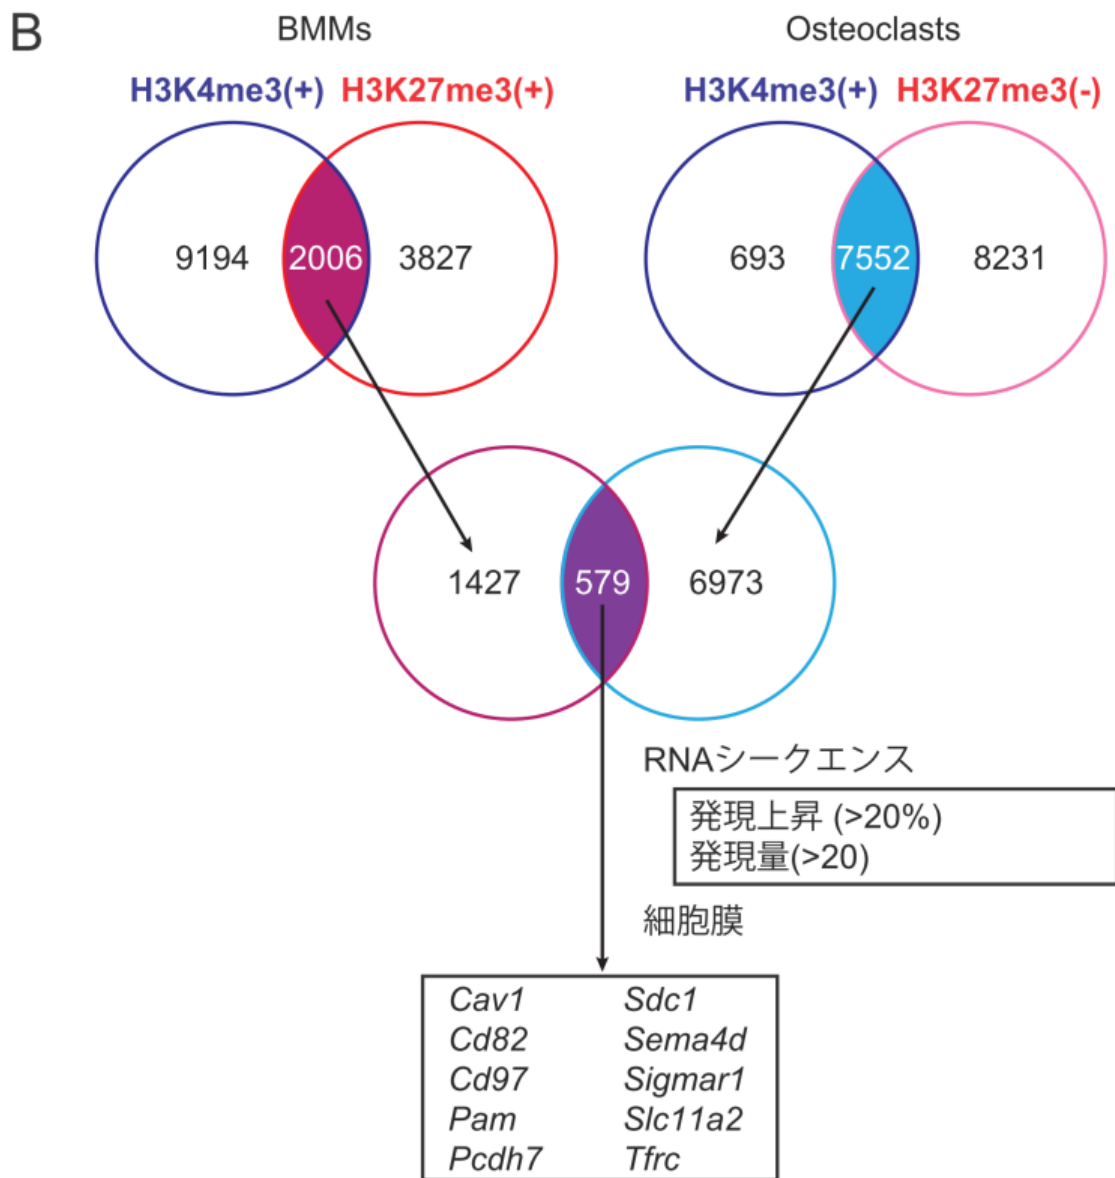 B
BMMs
Osteoclasts
H3K4me3(+) H3K27me3(+)
H3K4me3(+) H3K27me3(-)
9194 2006 3827
693 7552 8231
1427 579 6973
RNAシークエンス
発現上昇 (>20%)
発現量(>20)
細胞膜
Cav1 Sdc1
Cd82 Sema4d
Cd97 Sigmar1
Pam Slc11a2
Pcdh7 Tfrc